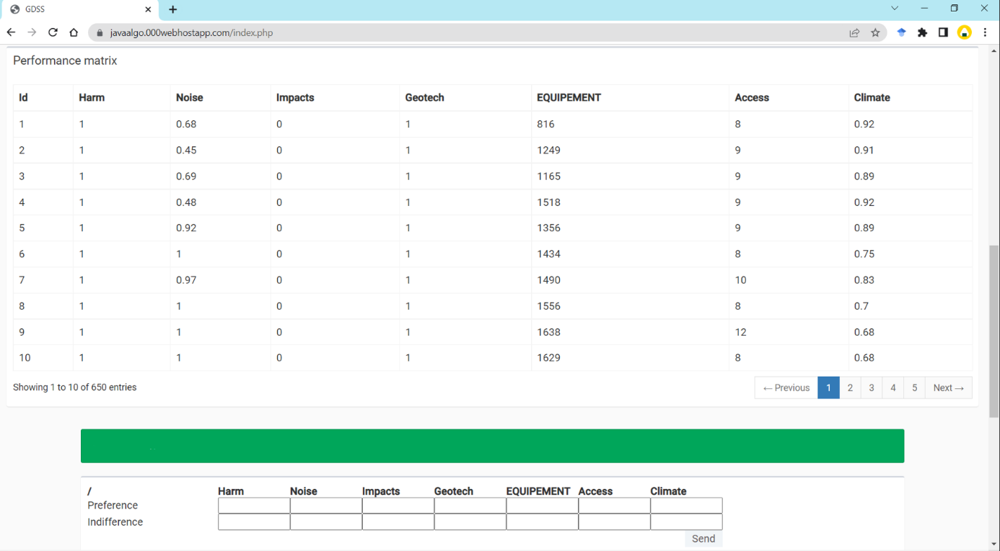 GDSS
javaalgo.000webhostapp.com/index.php
Performance matrix
Id Harm Noise Impacts Geotech EQUIPEMENT Access Climate
1 1 0.68 0 1 816 8 0.92
2 1 0.45 0 1 1249 9 0.91
3 1 0.69 0 1 1165 9 0.89
4 1 0.48 0 1 1518 9 0.92
5 1 0.92 0 1 1356 9 0.89
6 1 1 0 1 1434 8 0.75
7 1 0.97 0 1 1490 10 0.83
8 1 1 0 1 1556 8 0.7
9 1 1 0 1 1638 12 0.68
10 1 1 0 1 1629 8 0.68
Showing 1 to 10 of 650 entries
← Previous 1 2 3 4 5 Next →
/ Harm Noise Impacts Geotech EQUIPEMENT Access Climate
Preference
Indifference
Send